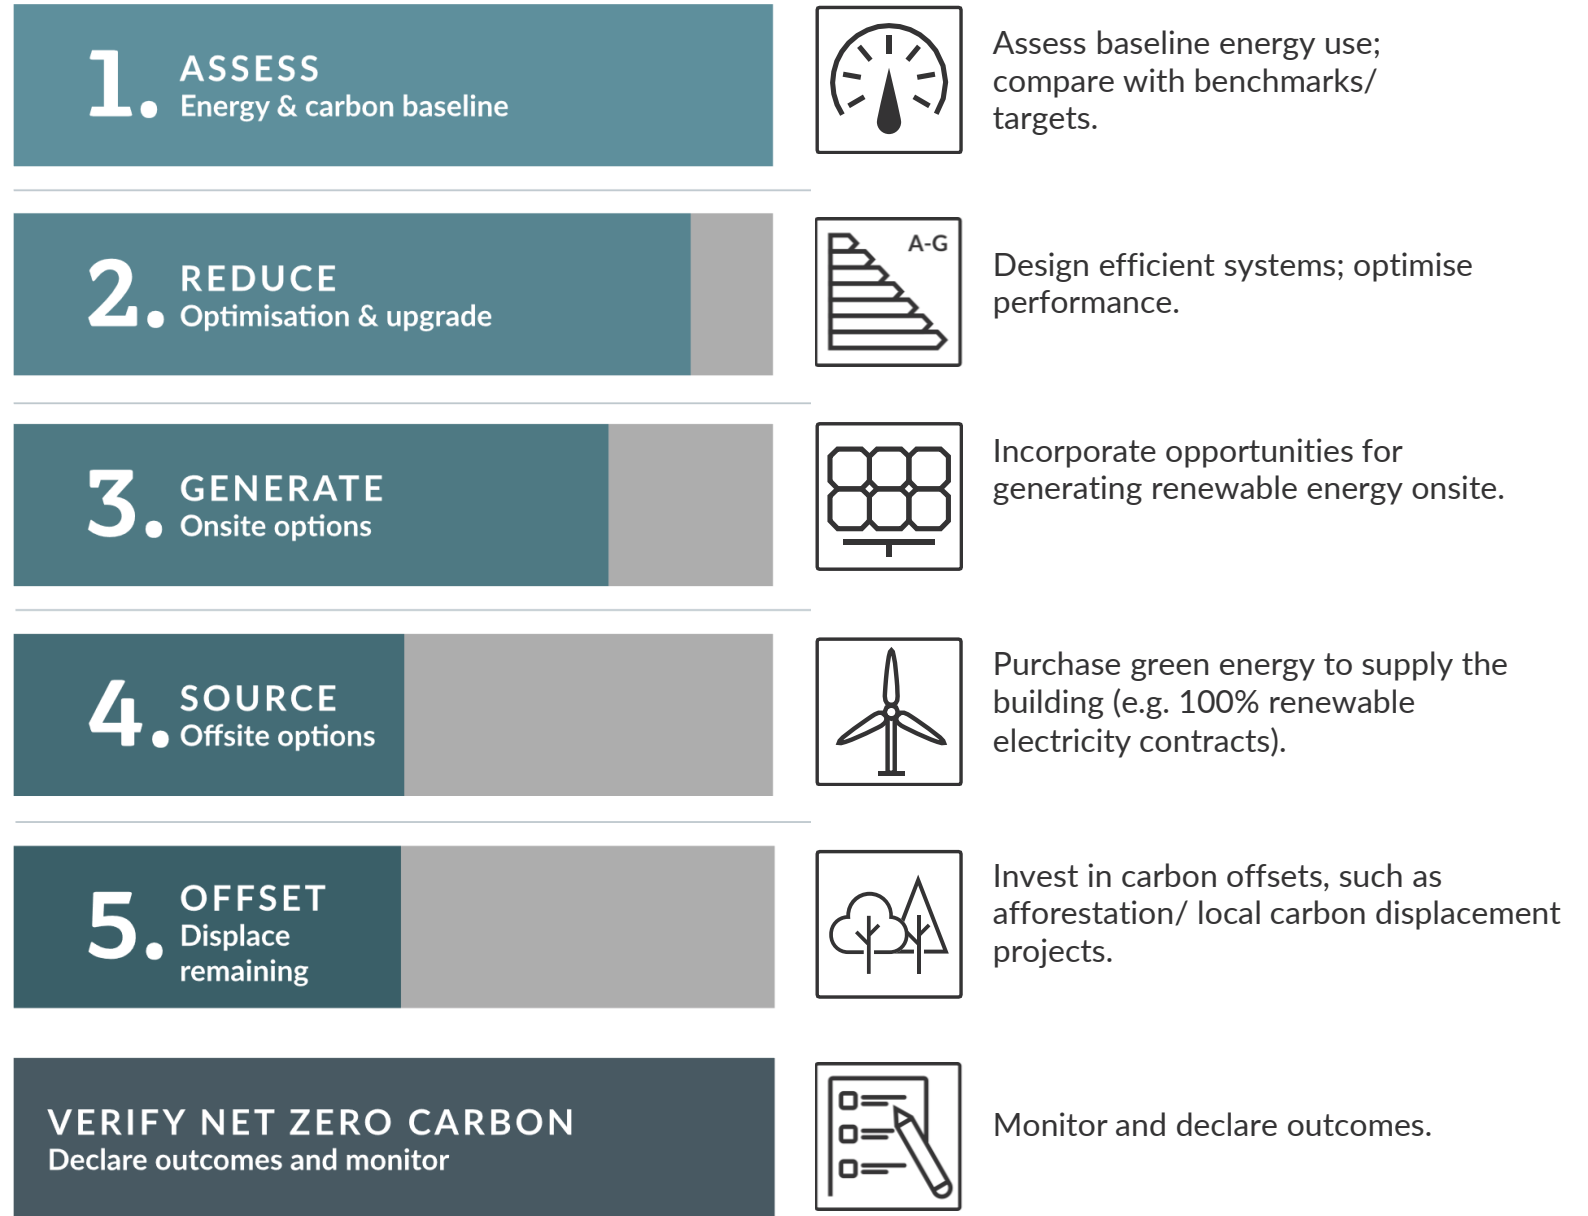 1.
ASSESS
Energy & carbon baseline
Assess baseline energy use;
compare with benchmarks/
targets.
2.
REDUCE
Optimisation & upgrade
A-G
Design efficient systems; optimise
performance.
3.
GENERATE
Onsite options
Incorporate opportunities for
generating renewable energy onsite.
4.
SOURCE
Offsite options
Purchase green energy to supply the
building (e.g. 100% renewable
electricity contracts).
5.
OFFSET
Displace
remaining
Invest in carbon offsets, such as
afforestation/ local carbon displacement
projects.
VERIFY NET ZERO CARBON
Declare outcomes and monitor
Monitor and declare outcomes.